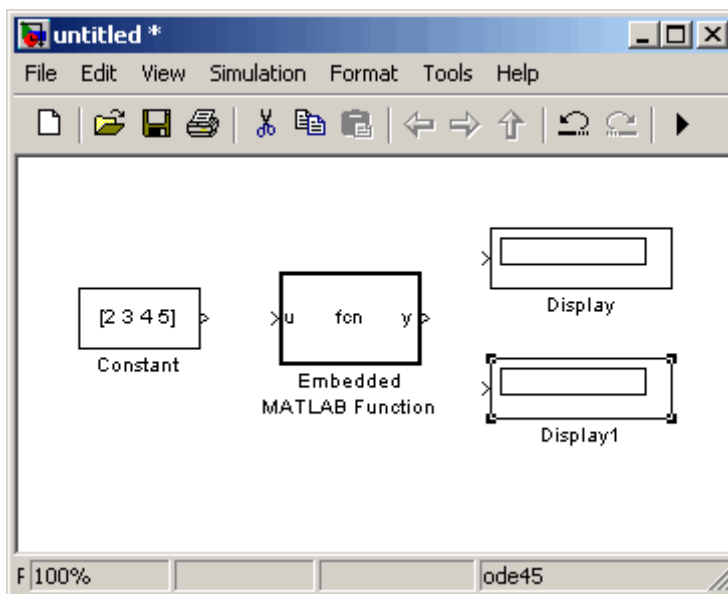 untitled *
File Edit View Simulation Format Tools Help
[2 3 4 5]
Constant
u fcn y
Embedded
MATLAB Function
Display
Display1
F 100% ode45